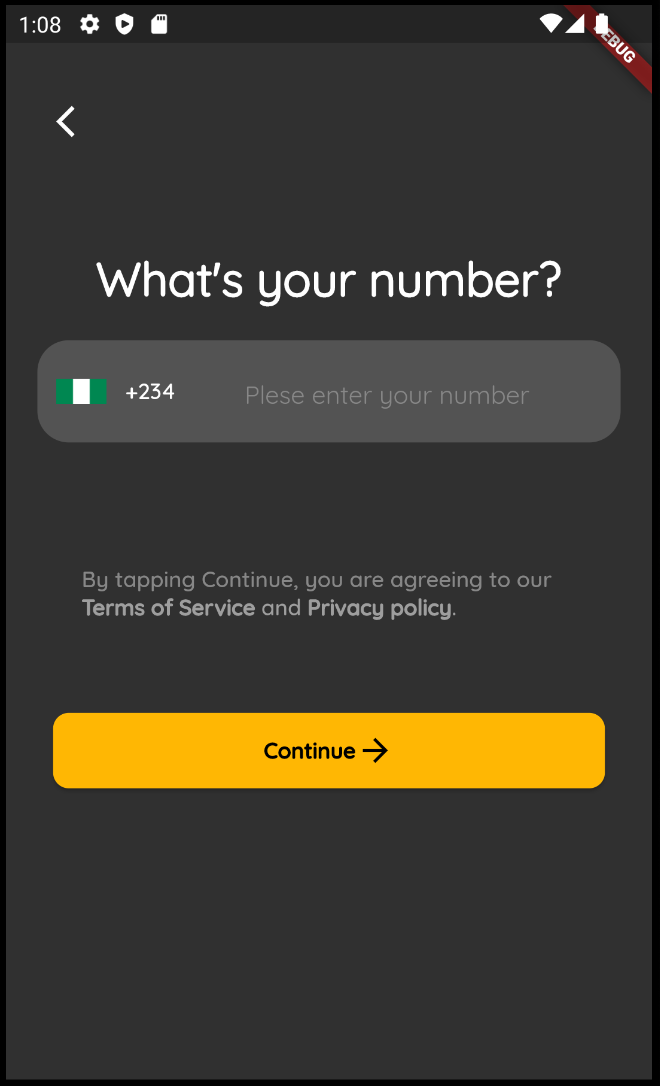 1:08
DEBUG
What's your number?
+234
Plese enter your number
By tapping Continue, you are agreeing to our
Terms of Service and Privacy policy.
Continue